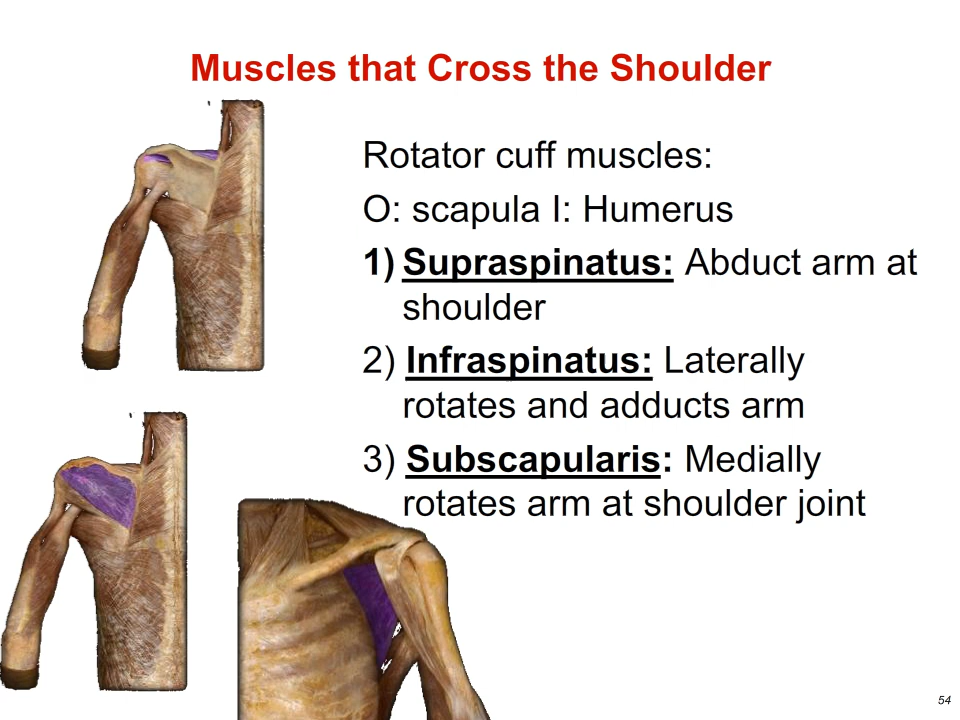 Muscles that Cross the Shoulder
Rotator cuff muscles:
O: scapula I: Humerus
1) Supraspinatus: Abduct arm at
shoulder
2) Infraspinatus: Laterally
rotates and adducts arm
3) Subscapularis: Medially
rotates arm at shoulder joint
54